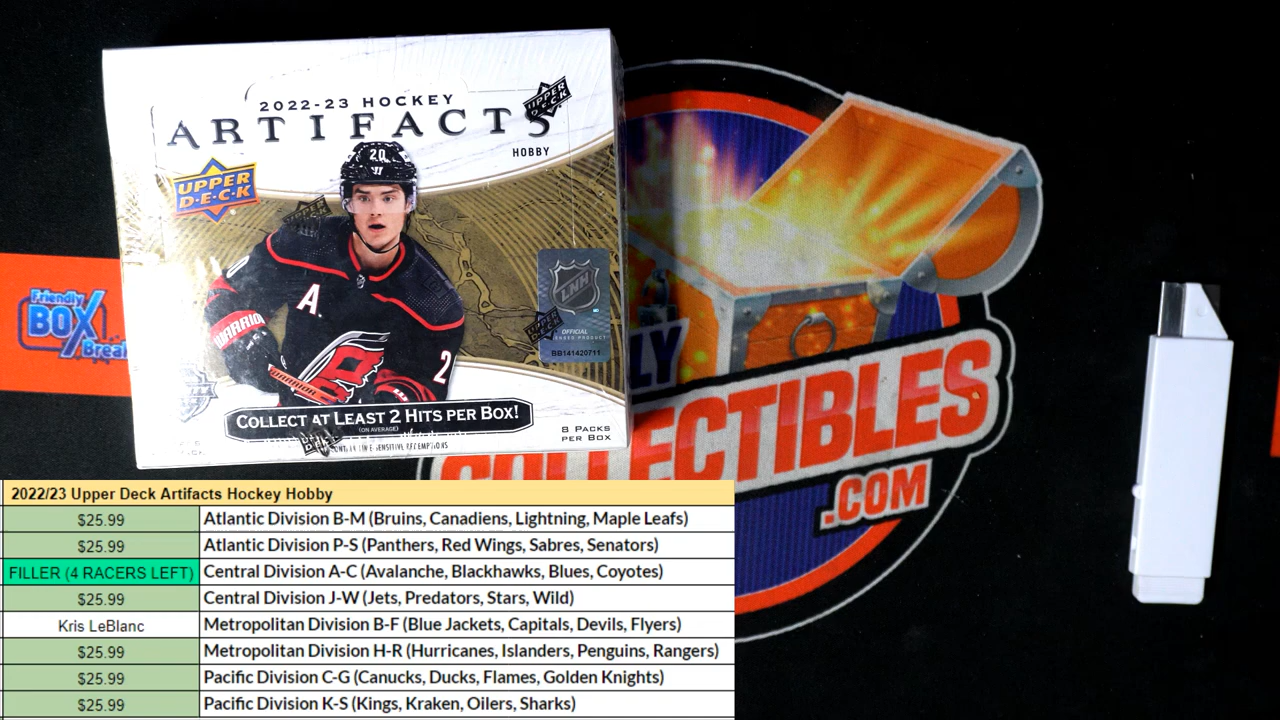 2022-23 HOCKEY
ARTIFACTS
UPPER DECK
HOBBY
UPPER
D·E·C·K
20
A
WARRIOR
WARRIOR
2
LNH
OFFICIAL
BB141420711
COLLECT AT LEAST 2 HITS PER BOX!
(ON AVERAGE)
8 PACKS
PER BOX
Friendly
BOX
Break
LY
COLLECTIBLES
.COM
2022/23 Upper Deck Artifacts Hockey Hobby
$25.99 Atlantic Division B-M (Bruins, Canadiens, Lightning, Maple Leafs)
$25.99 Atlantic Division P-S (Panthers, Red Wings, Sabres, Senators)
FILLER (4 RACERS LEFT) Central Division A-C (Avalanche, Blackhawks, Blues, Coyotes)
$25.99 Central Division J-W (Jets, Predators, Stars, Wild)
Kris LeBlanc Metropolitan Division B-F (Blue Jackets, Capitals, Devils, Flyers)
$25.99 Metropolitan Division H-R (Hurricanes, Islanders, Penguins, Rangers)
$25.99 Pacific Division C-G (Canucks, Ducks, Flames, Golden Knights)
$25.99 Pacific Division K-S (Kings, Kraken, Oilers, Sharks)